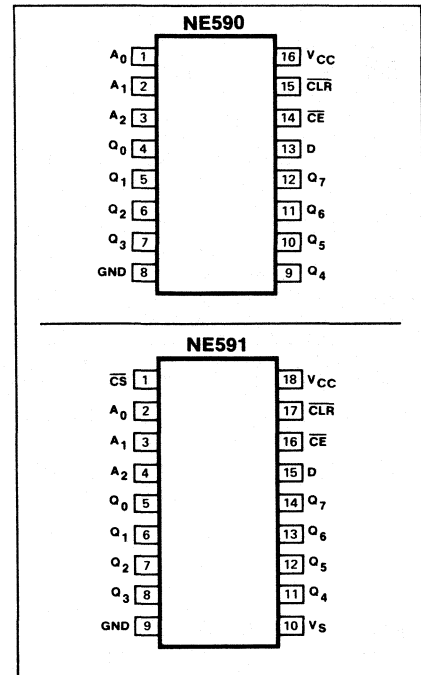 NE590
A0 1 16 VCC
A1 2 15 CLR
A2 3 14 CE
Q0 4 13 D
Q1 5 12 Q7
Q2 6 11 Q6
Q3 7 10 Q5
GND 8 9 Q4
NE591
CS 1 18 VCC
A0 2 17 CLR
A1 3 16 CE
A2 4 15 D
Q0 5 14 Q7
Q1 6 13 Q6
Q2 7 12 Q5
Q3 8 11 Q4
GND 9 10 VS